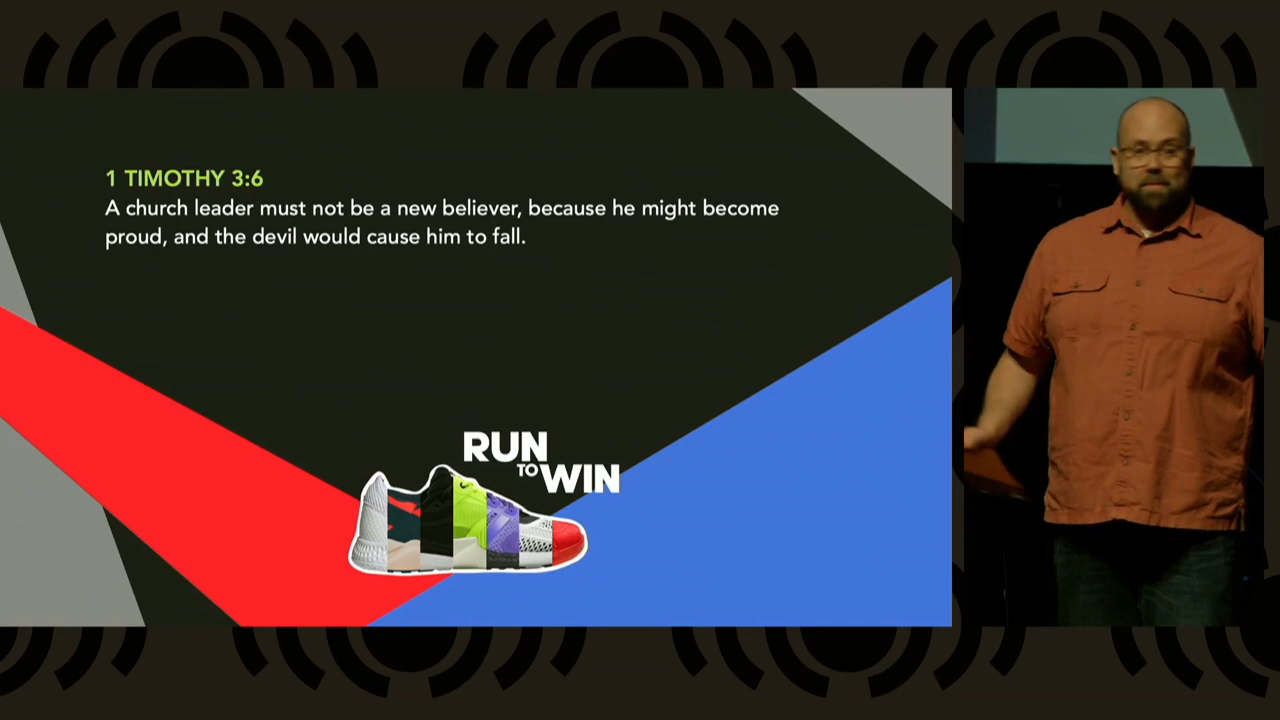 1 TIMOTHY 3:6
A church leader must not be a new believer, because he might become
proud, and the devil would cause him to fall.
RUN
TO WIN